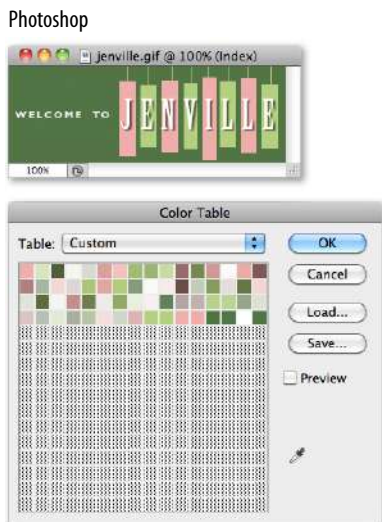 Photoshop
jenville.gif @ 100% (Index)
WELCOME TO JENVILLE
100%
Color Table
Table: Custom
OK
Cancel
Load...
Save...
Preview